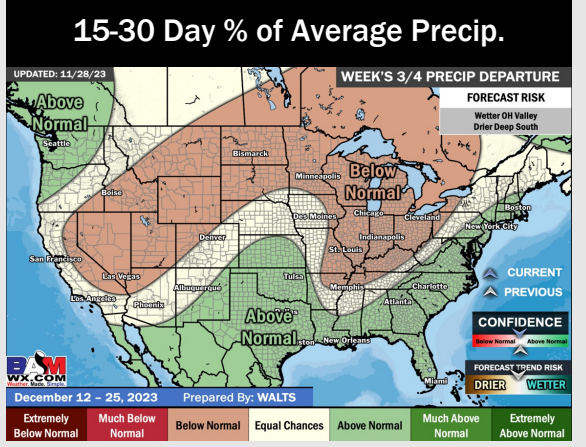 15-30 Day % of Average Precip.
UPDATED: 11/28/23
WEEK'S 3/4 PRECIP DEPARTURE
FORECAST RISK
Wetter OH Valley
Drier Deep South
Above
Normal
Seattle
Bismarck
Minneapolis
Below
Normal
Boise
Boston
Des Moines
Chicago
Cleveland
New York City
Denver
Indianapolis
San Francisco
St. Louis
Las Vegas
Tulsa
Albuquerque
Memphis
Charlotte
Los Angeles
Phoenix
Atlanta
Above
Normal
ston
New Orleans
Miami
CURRENT
PREVIOUS
CONFIDENCE
Below Normal
Above Normal
FORECAST TREND RISK
DRIER
WETTER
BAM
WX.COM
Weather. Made. Simple.
December 12 – 25, 2023
Prepared By: WALTS
Extremely
Below Normal
Much Below
Normal
Below Normal
Equal Chances
Above Normal
Much Above
Normal
Extremely
Above Normal